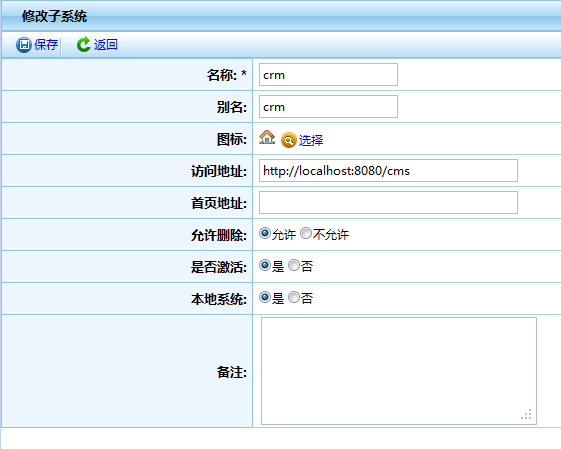 修改子系统
保存 返回
名称: * crm
别名: crm
图标: 选择
访问地址: http://localhost:8080/cms
首页地址:
允许删除: 允许 不允许
是否激活: 是 否
本地系统: 是 否
备注: